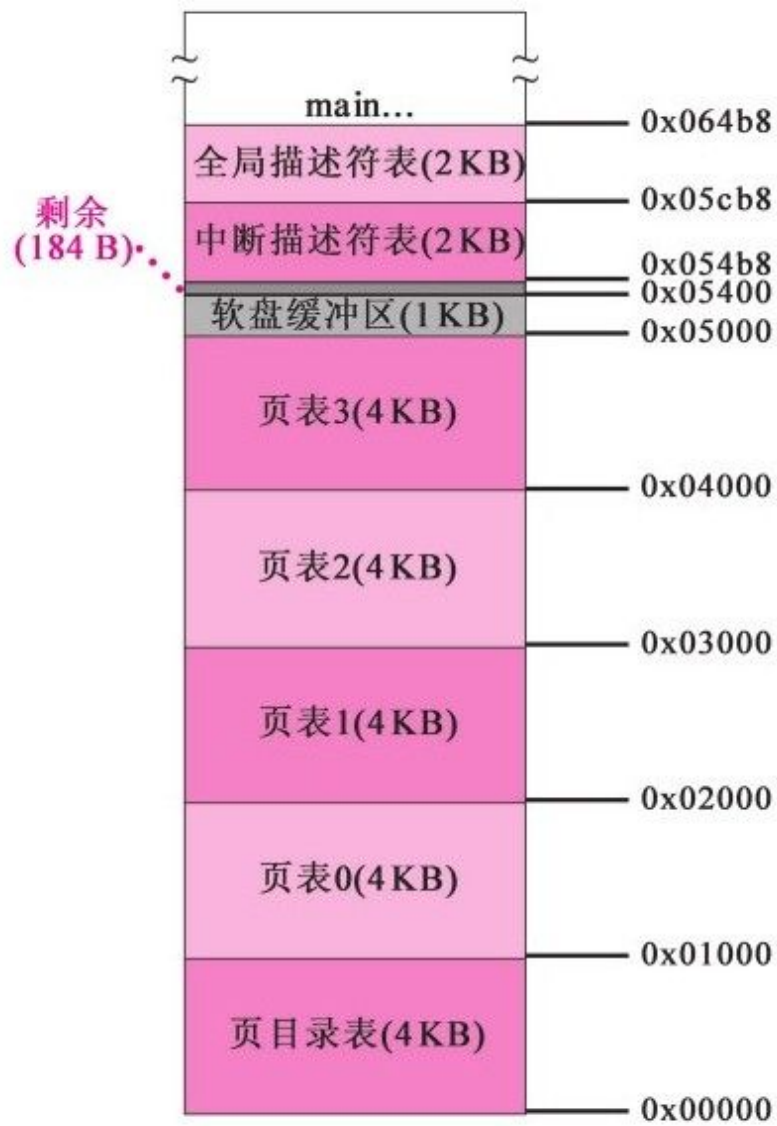 main...
0x064b8
全局描述符表(2KB)
0x05cb8
剩余
(184 B)
中断描述符表(2KB)
0x054b8
0x05400
软盘缓冲区(1KB)
0x05000
页表3(4KB)
0x04000
页表2(4KB)
0x03000
页表1(4KB)
0x02000
页表0(4KB)
0x01000
页目录表(4KB)
0x00000